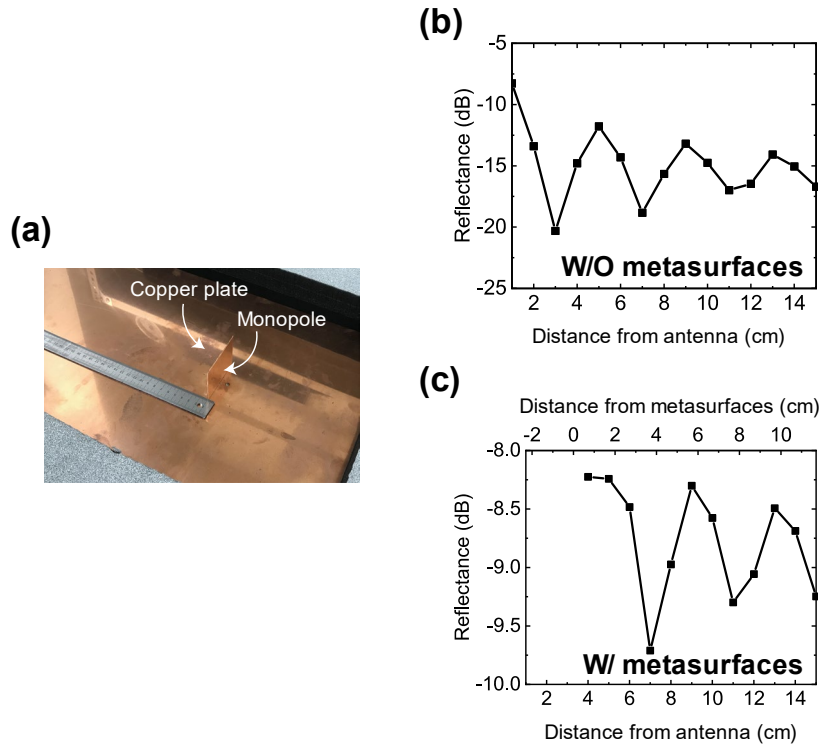 (a)
Copper plate
Monopole
(b)
-5
-10
-15
-20
-25
Reflectance (dB)
W/O metasurfaces
2 4 6 8 10 12 14
Distance from antenna (cm)
(c)
Distance from metasurfaces (cm)
-2 0 2 4 6 8 10
-8.0
-8.5
-9.0
-9.5
-10.0
Reflectance (dB)
W/ metasurfaces
2 4 6 8 10 12 14
Distance from antenna (cm)